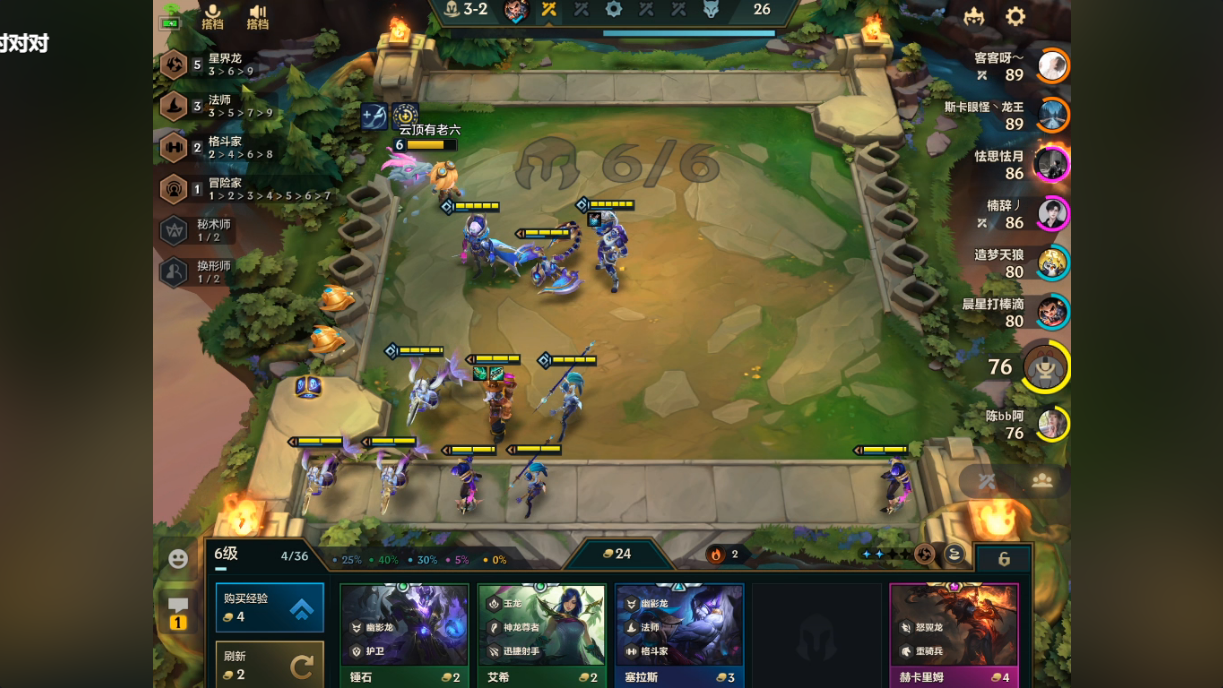 对对对
搭档
搭档
3-2
26
5 星界龙
3 > 6 > 9
3 法师
3 > 5 > 7 > 9
2 格斗家
2 > 4 > 6 > 8
1 冒险家
1 > 2 > 3 > 4 > 5 > 6 > 7
秘术师
1 / 2
换形师
1 / 2
云顶有老六
6
6/6
客客呀～
89
斯卡眼怪丶龙王
89
怯思怯月
86
楠辞丿
86
造梦天狼
80
晨星打棒滴
80
76
陈bb阿
76
6级
4/36
25% 40% 30% 5% 0%
24
2
购买经验
4
刷新
2
1
幽影龙
护卫
锤石 2
玉龙
神龙尊者
迅捷射手
艾希 2
幽影龙
法师
格斗家
塞拉斯 3
怒翼龙
重骑兵
赫卡里姆 4